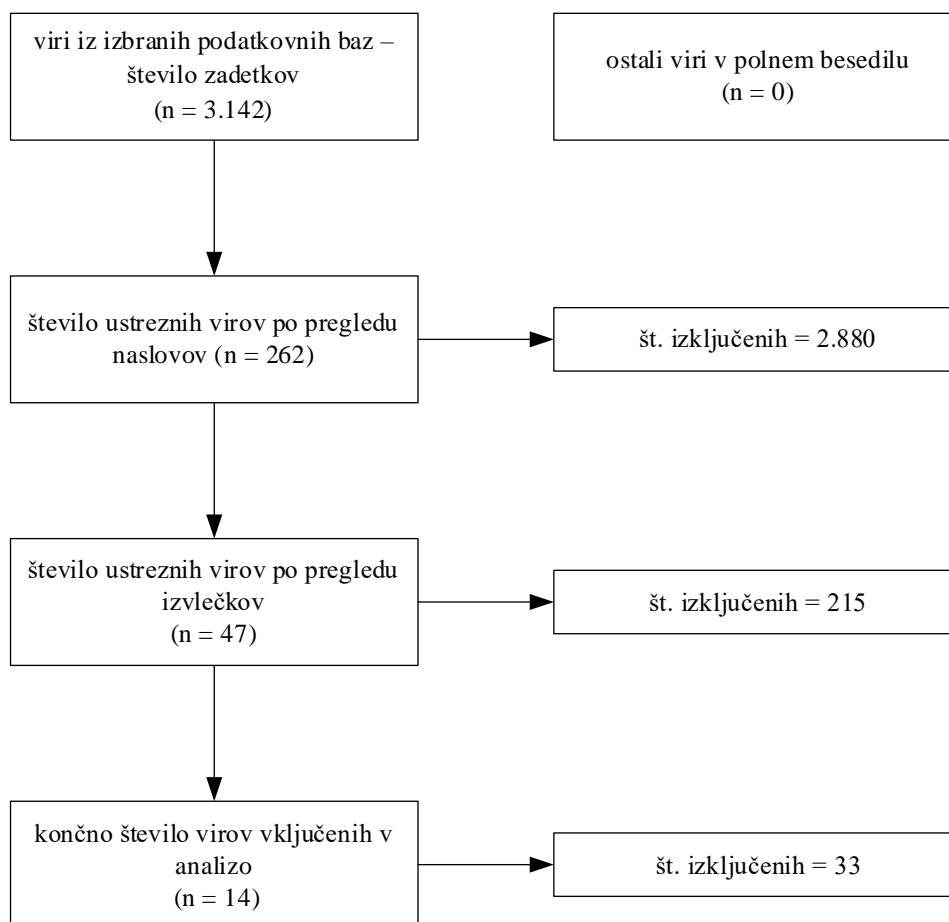 viri iz izbranih podatkovnih baz –
število zadetkov
(n = 3.142)
ostali viri v polnem besedilu
(n = 0)
število ustreznih virov po pregledu
naslovov (n = 262)
št. izključenih = 2.880
število ustreznih virov po pregledu
izvlečkov
(n = 47)
št. izključenih = 215
končno število virov vključenih v
analizo
(n = 14)
št. izključenih = 33